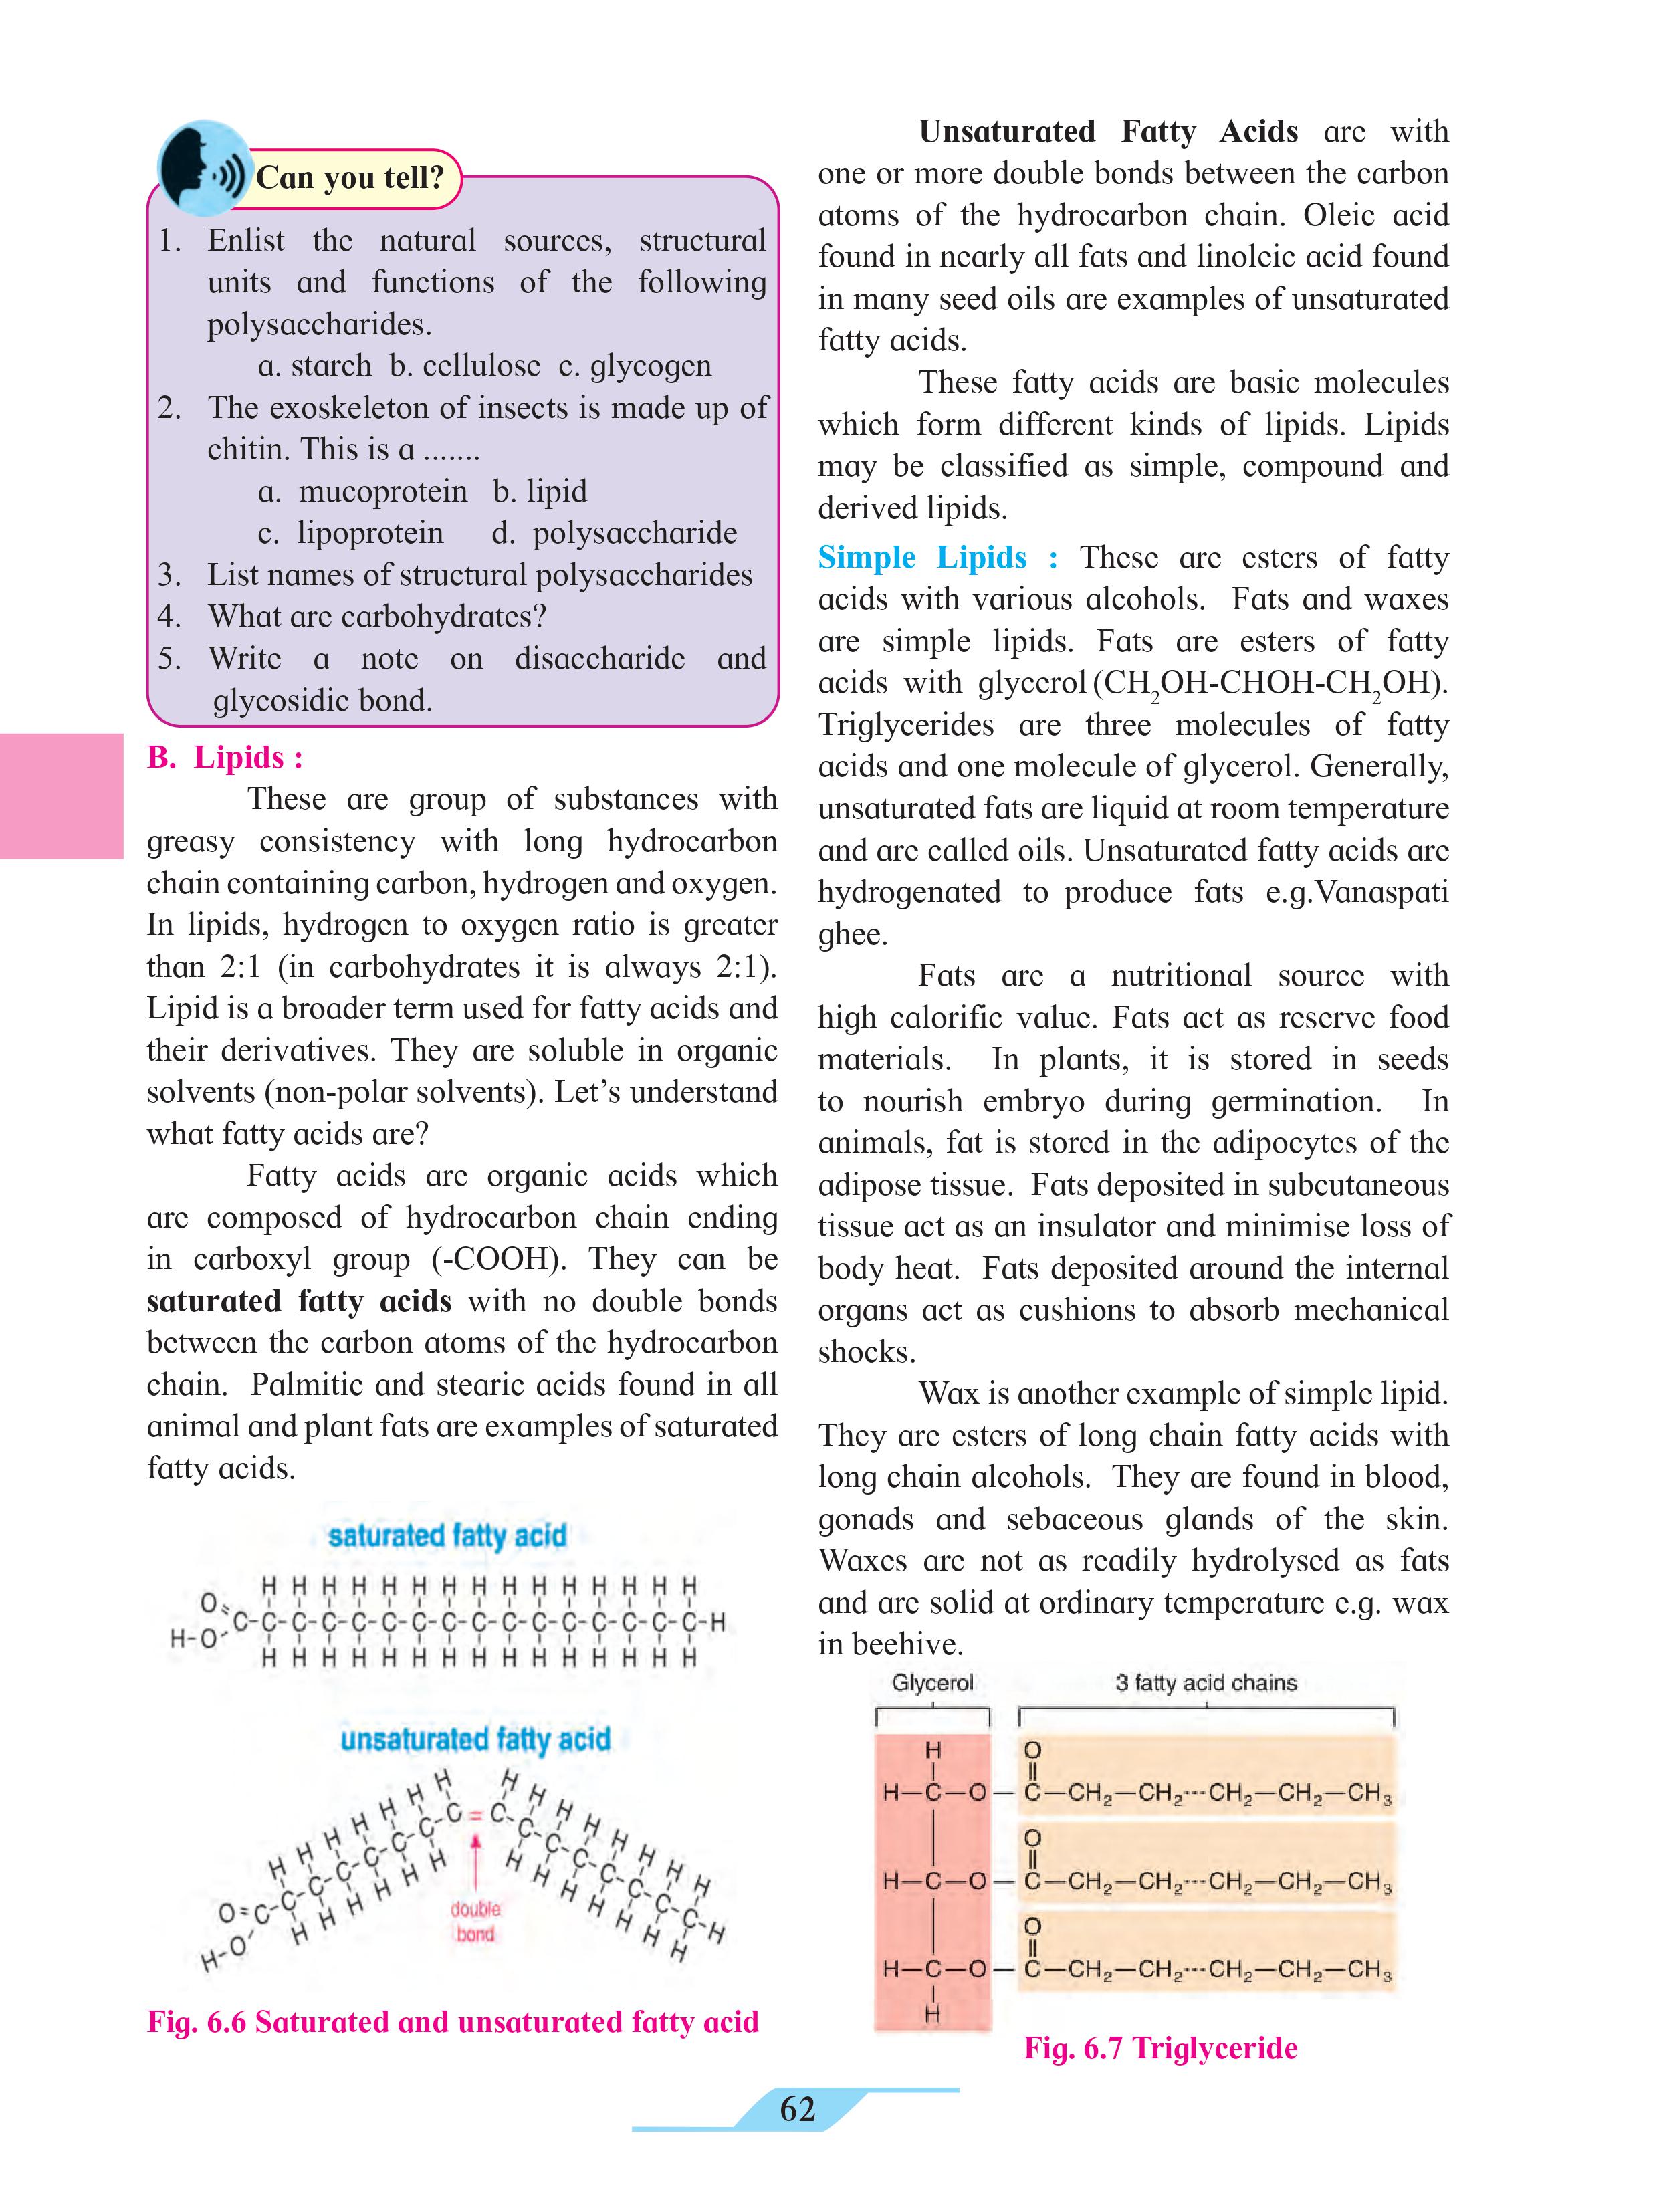 Can you tell?
1. Enlist the natural sources, structural
units and functions of the following
polysaccharides.
a. starch b. cellulose c. glycogen
2. The exoskeleton of insects is made up of
chitin. This is a .......
a. mucoprotein b. lipid
c. lipoprotein d. polysaccharide
3. List names of structural polysaccharides
4. What are carbohydrates?
5. Write a note on disaccharide and
glycosidic bond.
B. Lipids :
These are group of substances with
greasy consistency with long hydrocarbon
chain containing carbon, hydrogen and oxygen.
In lipids, hydrogen to oxygen ratio is greater
than 2:1 (in carbohydrates it is always 2:1).
Lipid is a broader term used for fatty acids and
their derivatives. They are soluble in organic
solvents (non-polar solvents). Let’s understand
what fatty acids are?
Fatty acids are organic acids which
are composed of hydrocarbon chain ending
in carboxyl group (-COOH). They can be
saturated fatty acids with no double bonds
between the carbon atoms of the hydrocarbon
chain. Palmitic and stearic acids found in all
animal and plant fats are examples of saturated
fatty acids.
saturated fatty acid
H H H H H H H H H H H H H H H
O
C-C-C-C-C-C-C-C-C-C-C-C-C-C-C-C-H
H-O
H H H H H H H H H H H H H H H
unsaturated fatty acid
double
bond
Fig. 6.6 Saturated and unsaturated fatty acid
Unsaturated Fatty Acids are with
one or more double bonds between the carbon
atoms of the hydrocarbon chain. Oleic acid
found in nearly all fats and linoleic acid found
in many seed oils are examples of unsaturated
fatty acids.
These fatty acids are basic molecules
which form different kinds of lipids. Lipids
may be classified as simple, compound and
derived lipids.
Simple Lipids : These are esters of fatty
acids with various alcohols. Fats and waxes
are simple lipids. Fats are esters of fatty
acids with glycerol (CH₂OH-CHOH-CH₂OH).
Triglycerides are three molecules of fatty
acids and one molecule of glycerol. Generally,
unsaturated fats are liquid at room temperature
and are called oils. Unsaturated fatty acids are
hydrogenated to produce fats e.g.Vanaspati
ghee.
Fats are a nutritional source with
high calorific value. Fats act as reserve food
materials. In plants, it is stored in seeds
to nourish embryo during germination. In
animals, fat is stored in the adipocytes of the
adipose tissue. Fats deposited in subcutaneous
tissue act as an insulator and minimise loss of
body heat. Fats deposited around the internal
organs act as cushions to absorb mechanical
shocks.
Wax is another example of simple lipid.
They are esters of long chain fatty acids with
long chain alcohols. They are found in blood,
gonads and sebaceous glands of the skin.
Waxes are not as readily hydrolysed as fats
and are solid at ordinary temperature e.g. wax
in beehive.
Glycerol 3 fatty acid chains
H O
H—C—O—C—CH₂—CH₂···CH₂—CH₂—CH₃
O
H—C—O—C—CH₂—CH₂···CH₂—CH₂—CH₃
O
H—C—O—C—CH₂—CH₂···CH₂—CH₂—CH₃
H
Fig. 6.7 Triglyceride
62